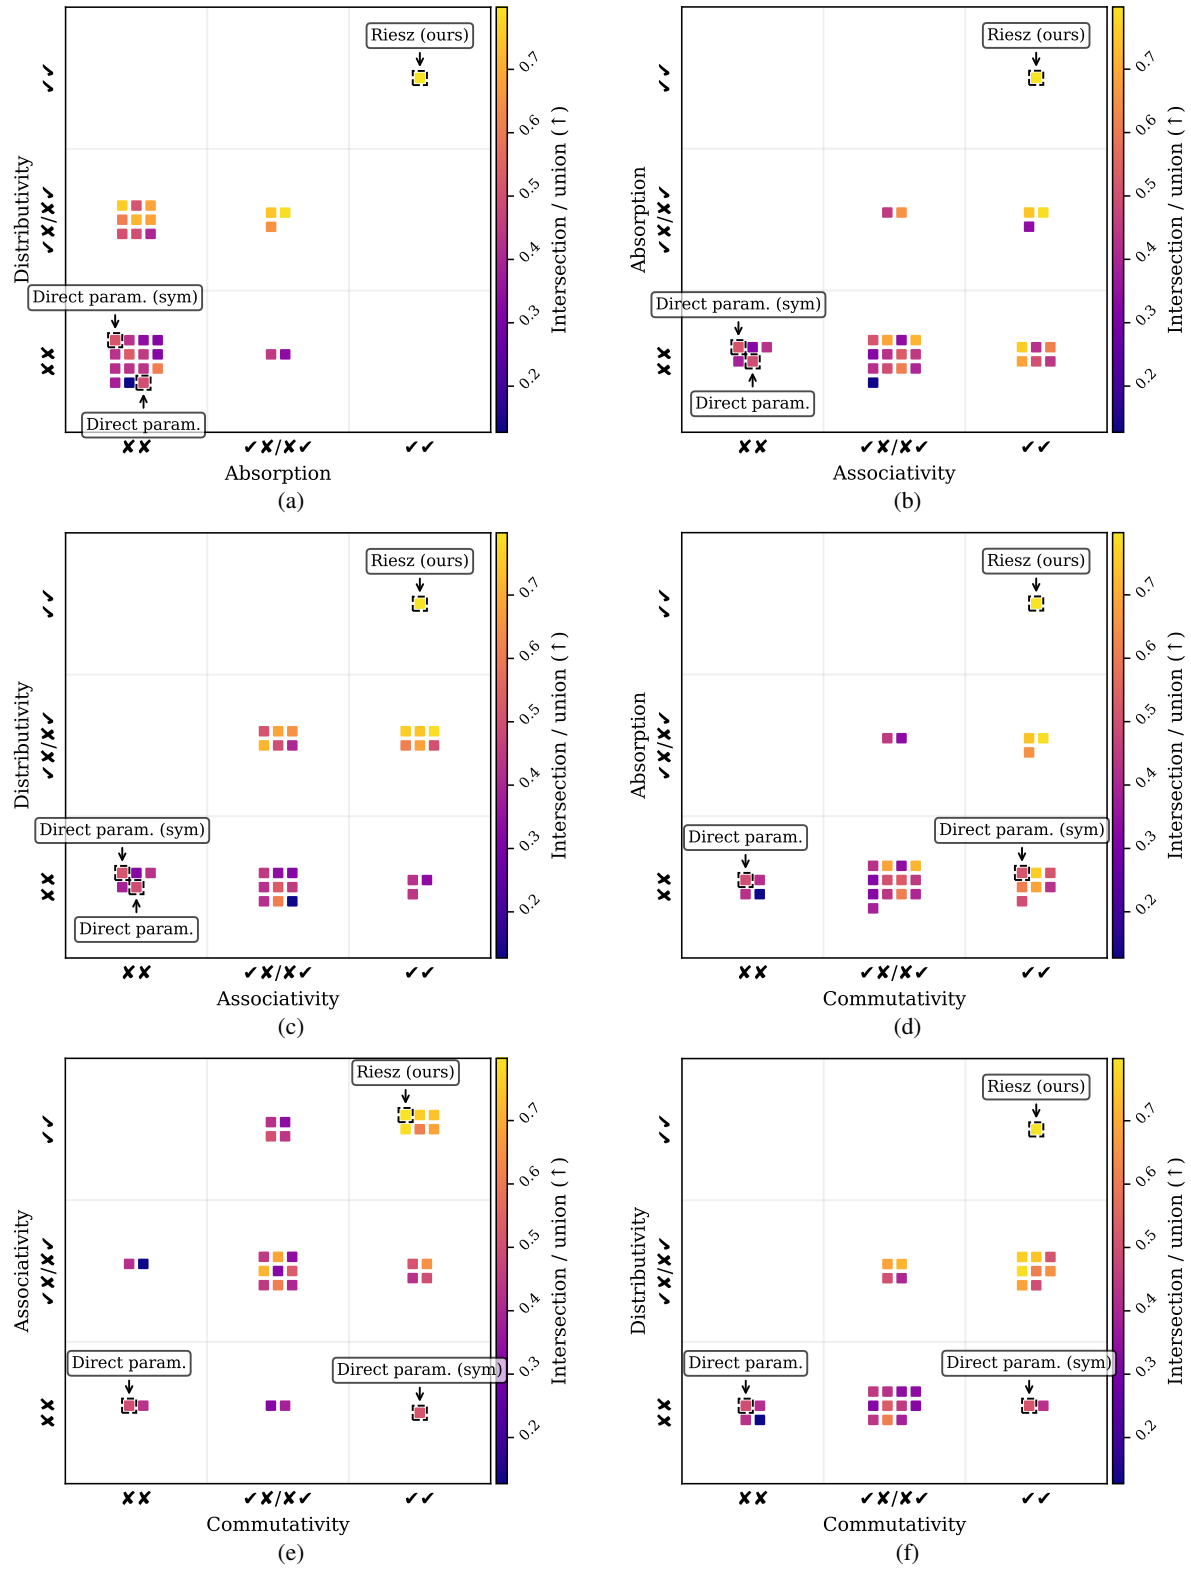 Riesz (ours)
Direct param. (sym)
Direct param.
Distributivity
✓✓
✓✘/✘✓
✘✘
✘✘
✓✘/✘✓
✓✓
Absorption
0.7
0.6
0.5
0.4
0.3
0.2
Intersection / union (↑)
(a)
Riesz (ours)
Direct param. (sym)
Direct param.
Absorption
✓✓
✓✘/✘✓
✘✘
✘✘
✓✘/✘✓
✓✓
Associativity
0.7
0.6
0.5
0.4
0.3
0.2
Intersection / union (↑)
(b)
Riesz (ours)
Direct param. (sym)
Direct param.
Distributivity
✓✓
✓✘/✘✓
✘✘
✘✘
✓✘/✘✓
✓✓
Associativity
0.7
0.6
0.5
0.4
0.3
0.2
Intersection / union (↑)
(c)
Riesz (ours)
Direct param.
Direct param. (sym)
Absorption
✓✓
✓✘/✘✓
✘✘
✘✘
✓✘/✘✓
✓✓
Commutativity
0.7
0.6
0.5
0.4
0.3
0.2
Intersection / union (↑)
(d)
Riesz (ours)
Direct param.
Direct param. (sym)
Associativity
✓✓
✓✘/✘✓
✘✘
✘✘
✓✘/✘✓
✓✓
Commutativity
0.7
0.6
0.5
0.4
0.3
0.2
Intersection / union (↑)
(e)
Riesz (ours)
Direct param.
Direct param. (sym)
Distributivity
✓✓
✓✘/✘✓
✘✘
✘✘
✓✘/✘✓
✓✓
Commutativity
0.7
0.6
0.5
0.4
0.3
0.2
Intersection / union (↑)
(f)